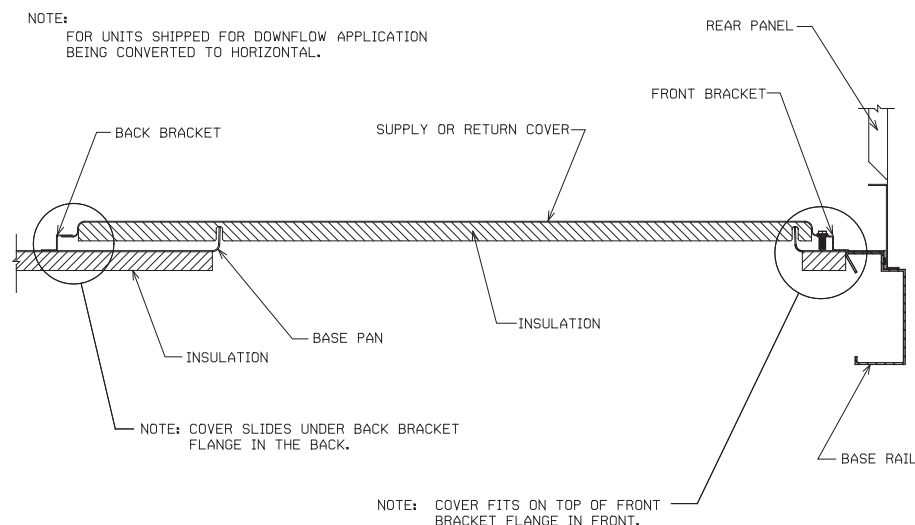 NOTE:
FOR UNITS SHIPPED FOR DOWNFLOW APPLICATION
BEING CONVERTED TO HORIZONTAL.
REAR PANEL
FRONT BRACKET
BACK BRACKET
SUPPLY OR RETURN COVER
INSULATION
BASE PAN
INSULATION
NOTE: COVER SLIDES UNDER BACK BRACKET
FLANGE IN THE BACK.
BASE RAIL
NOTE: COVER FITS ON TOP OF FRONT
BRACKET FLANGE IN FRONT.